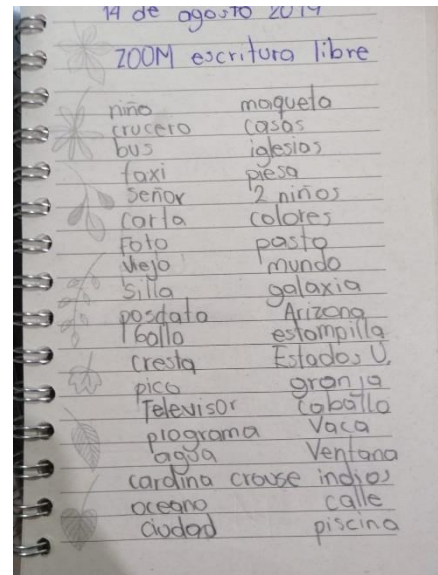 14 de agosto 2019
ZOOM escritura libre
niño maqueta
crucero casas
bus iglesias
taxi piesa
señor 2 niños
carta colores
Foto pasto
viejo mundo
silla galaxia
posdata Arizona
1 Gallo estampilla
cresta Estados U.
pico granja
Televisor caballo
programa Vaca
agua Ventana
cardina crouse indios
oceano calle
ciudad piscina